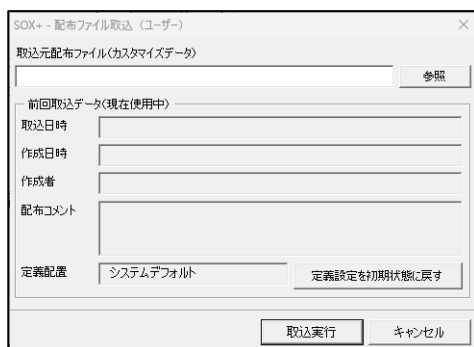 SOX+ - 配布ファイル取込（ユーザー）
取込元配布ファイル(カスタマイズデータ)
参照
前回取込データ(現在使用中)
取込日時
作成日時
作成者
配布コメント
定義配置
システムデフォルト
定義設定を初期状態に戻す
取込実行
キャンセル